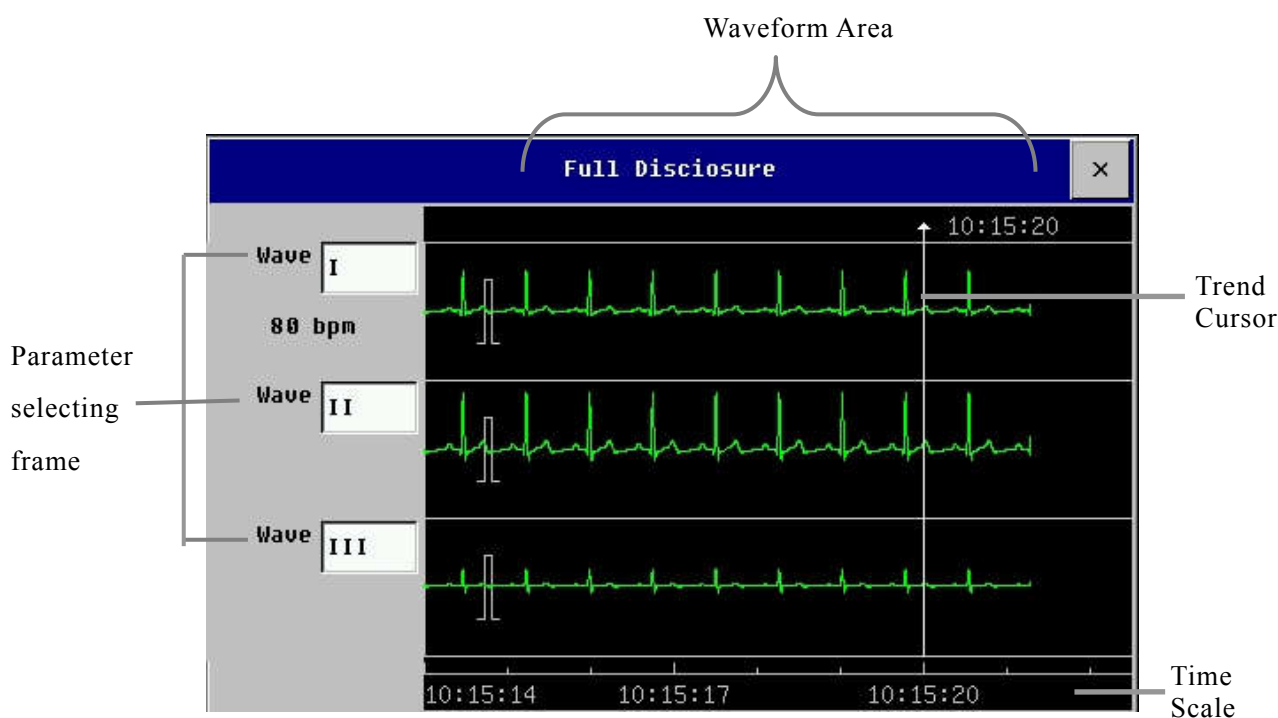 Waveform Area
Full Disciosure
×
10:15:20
Wave I
80 bpm
Trend
Cursor
Parameter
selecting
frame
Wave II
Wave III
10:15:14 10:15:17 10:15:20
Time
Scale